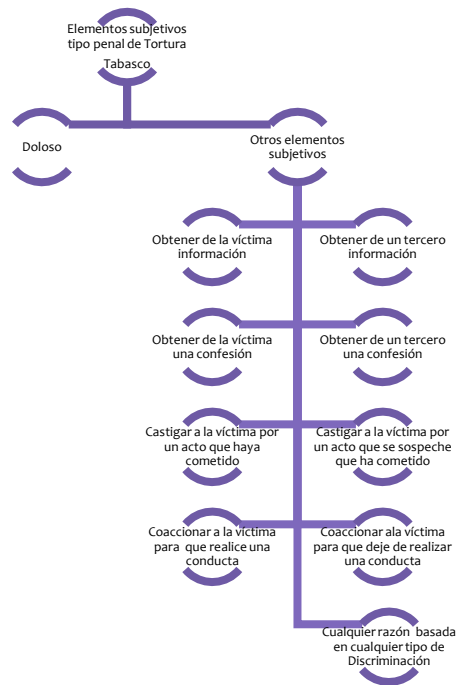 Elementos subjetivos
tipo penal de Tortura
Tabasco
Doloso
Otros elementos
subjetivos
Obtener de la víctima
información
Obtener de un tercero
información
Obtener de la víctima
una confesión
Obtener de un tercero
una confesión
Castigar a la víctima por
un acto que haya
cometido
Castigar a la víctima por
un acto que se sospeche
que ha cometido
Coaccionar a la víctima
para que realice una
conducta
Coaccionar ala víctima
para que deje de realizar
una conducta
Cualquier razón basada
en cualquier tipo de
Discriminación